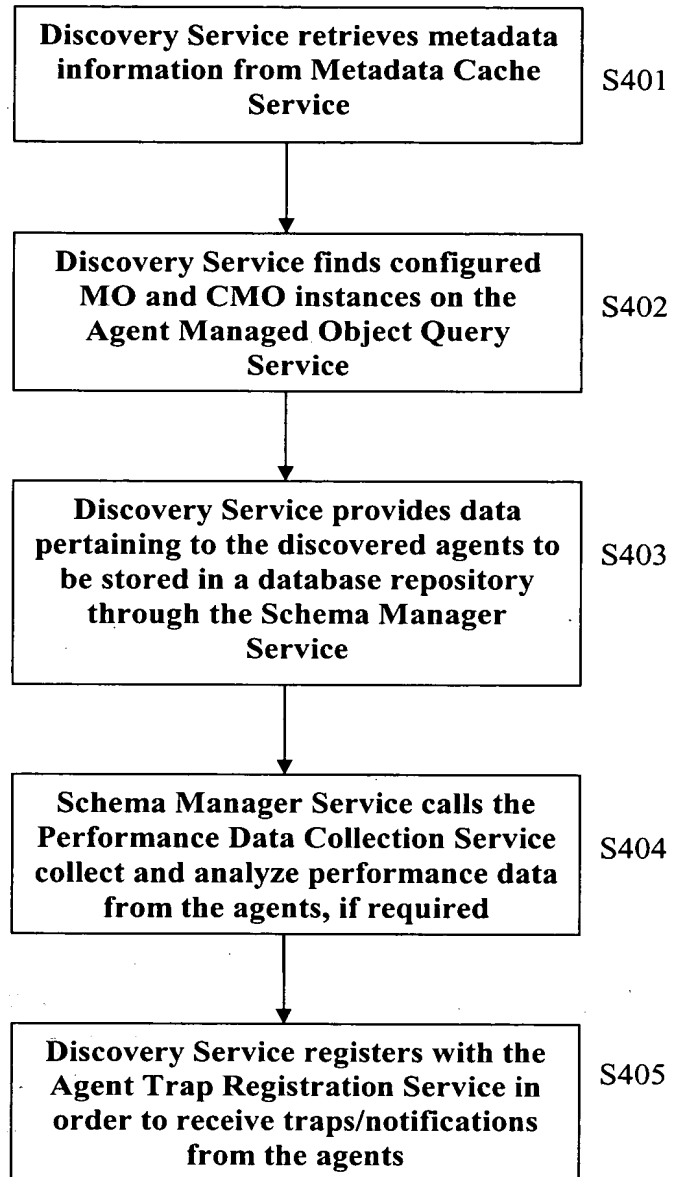 Discovery Service retrieves metadata
information from Metadata Cache
Service
S401
Discovery Service finds configured
MO and CMO instances on the
Agent Managed Object Query
Service
S402
Discovery Service provides data
pertaining to the discovered agents to
be stored in a database repository
through the Schema Manager
Service
S403
Schema Manager Service calls the
Performance Data Collection Service
collect and analyze performance data
from the agents, if required
S404
Discovery Service registers with the
Agent Trap Registration Service in
order to receive traps/notifications
from the agents
S405